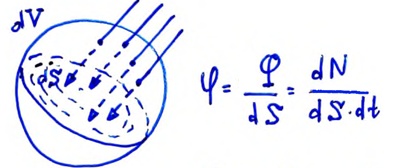 dV
dS
φ = φ/dS = dN/dS·dt